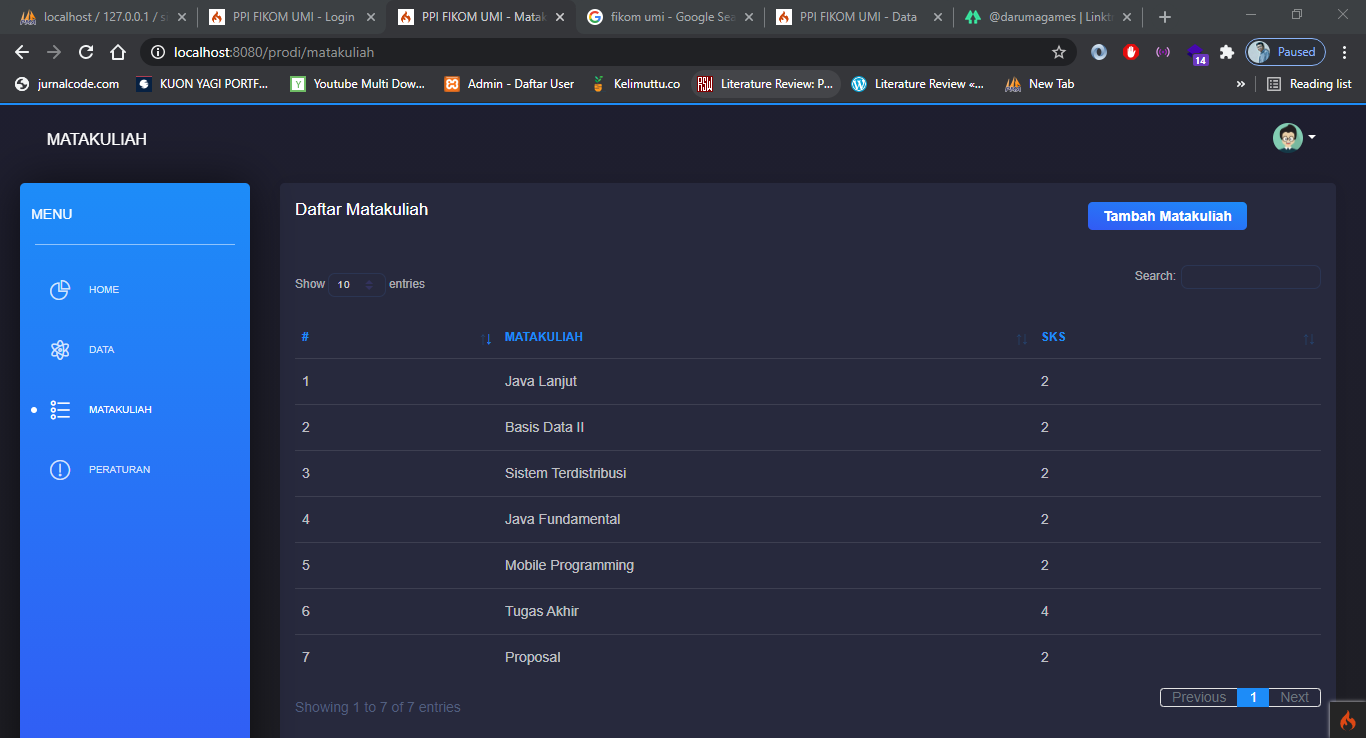 localhost / 127.0.0.1 / si
PPI FIKOM UMI - Login
PPI FIKOM UMI - Matak
fikom umi - Google Sea
PPI FIKOM UMI - Data
@darumagames | Linktr
localhost:8080/prodi/matakuliah
14
Paused
jurnalcode.com
KUON YAGI PORTF...
Youtube Multi Dow...
Admin - Daftar User
Kelimuttu.co
RSW
Literature Review: P...
Literature Review «...
New Tab
»
Reading list
MATAKULIAH
MENU
HOME
DATA
MATAKULIAH
PERATURAN
Daftar Matakuliah
Tambah Matakuliah
Show 10 entries
Search:
# MATAKULIAH SKS
1 Java Lanjut 2
2 Basis Data II 2
3 Sistem Terdistribusi 2
4 Java Fundamental 2
5 Mobile Programming 2
6 Tugas Akhir 4
7 Proposal 2
Showing 1 to 7 of 7 entries
Previous 1 Next